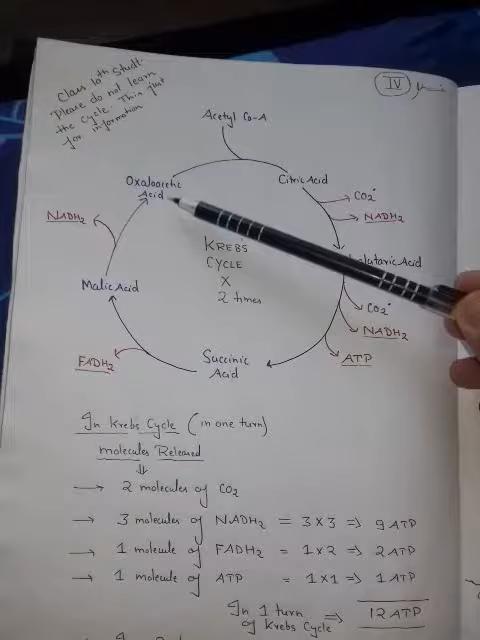 Class 10th Studt.
Please do not learn
the cycle. This just
for information
IV
Acetyl Co-A
Oxaloacetic
Acid
Citric Acid
CO2↑
NADH2
NADH2
KREB'S
CYCLE
X
2 times
Acid
Malic Acid
CO2↑
NADH2
ATP
FADH2
Succinic
Acid
In Krebs Cycle (in one turn)
molecules Released
⇓
→ 2 molecules of CO2
→ 3 molecules of NADH2 = 3 X 3 ⇒ 9 ATP
→ 1 molecule of FADH2 = 1 X 2 ⇒ 2 ATP
→ 1 molecule of ATP = 1 X 1 ⇒ 1 ATP
In 1 turn
of Krebs Cycle ⇒ 12 ATP